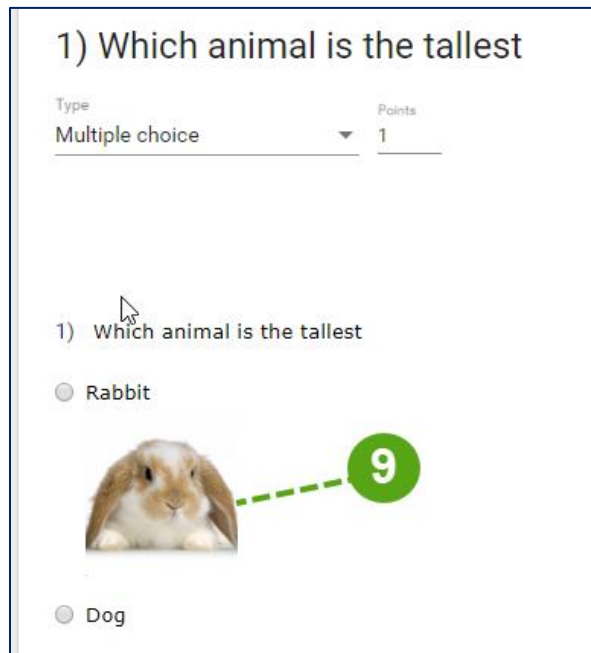 1) Which animal is the tallest
Type
Points
Multiple choice
1
1) Which animal is the tallest
Rabbit
9
Dog